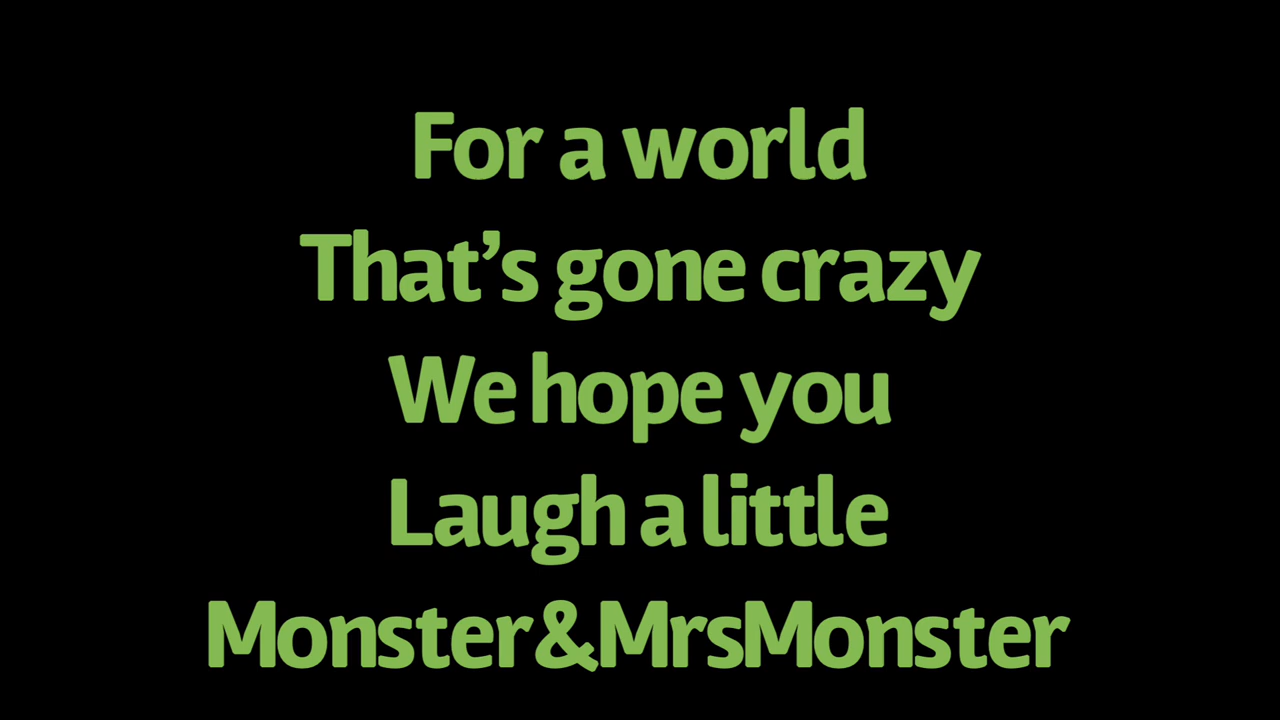 For a world
That’s gone crazy
We hope you
Laugh a little
Monster&MrsMonster